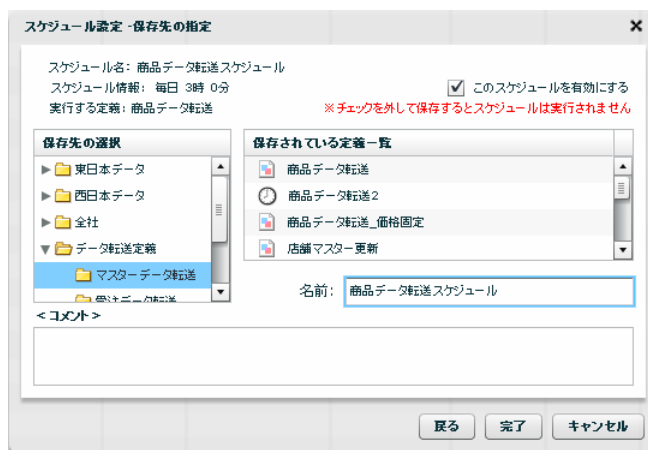 スケジュール設定 -保存先の指定
スケジュール名: 商品データ転送スケジュール
スケジュール情報: 毎日 3時 0分
このスケジュールを有効にする
実行する定義: 商品データ転送
※チェックを外して保存するとスケジュールは実行されません
保存先の選択
保存されている定義一覧
東日本データ
西日本データ
全社
データ転送定義
マスターデータ転送
受注データ転送
商品データ転送
商品データ転送2
商品データ転送_価格固定
店舗マスター更新
名前:
商品データ転送スケジュール
<コメント>
戻る
完了
キャンセル